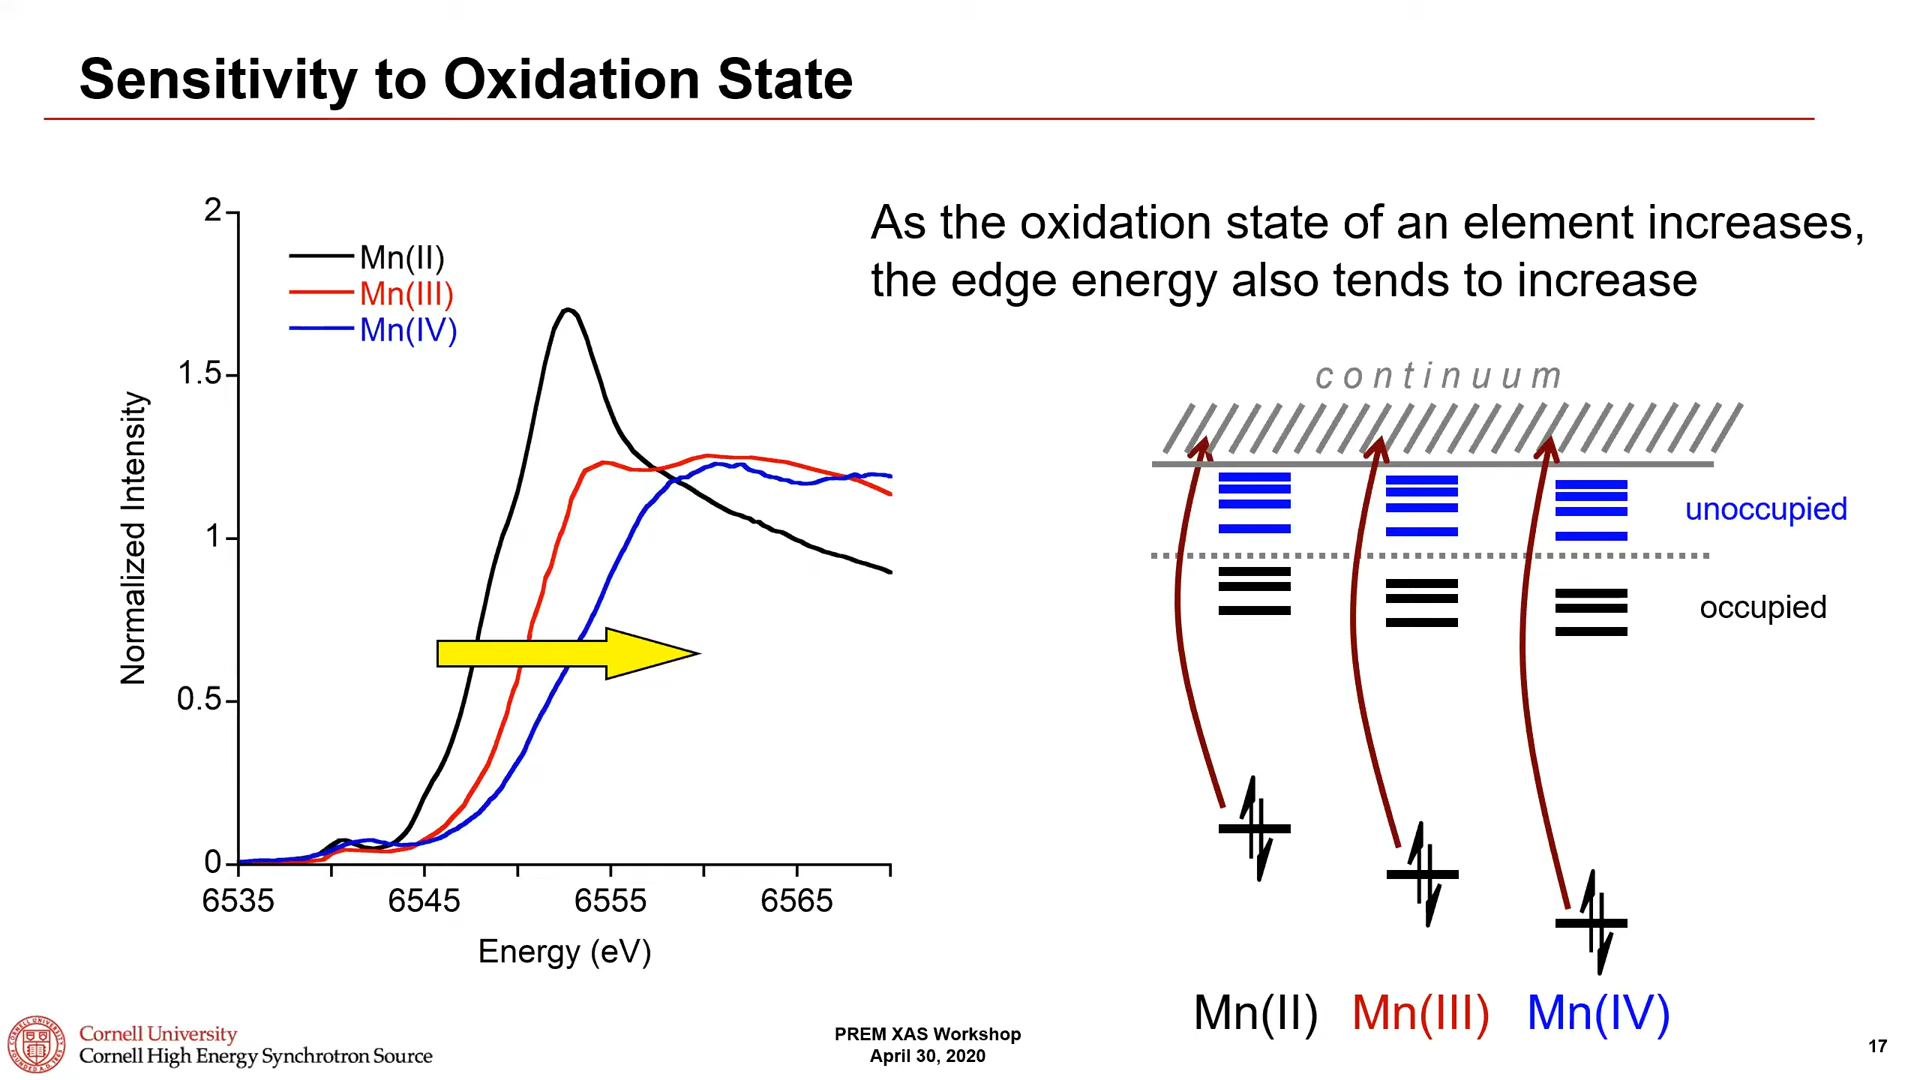 Sensitivity to Oxidation State
2
1.5
1
0.5
0
Mn(II)
Mn(III)
Mn(IV)
Normalized Intensity
6535
6545
6555
6565
Energy (eV)
As the oxidation state of an element increases,
the edge energy also tends to increase
continuum
unoccupied
occupied
Mn(II)
Mn(III)
Mn(IV)
Cornell University
Cornell High Energy Synchrotron Source
PREM XAS Workshop
April 30, 2020
17